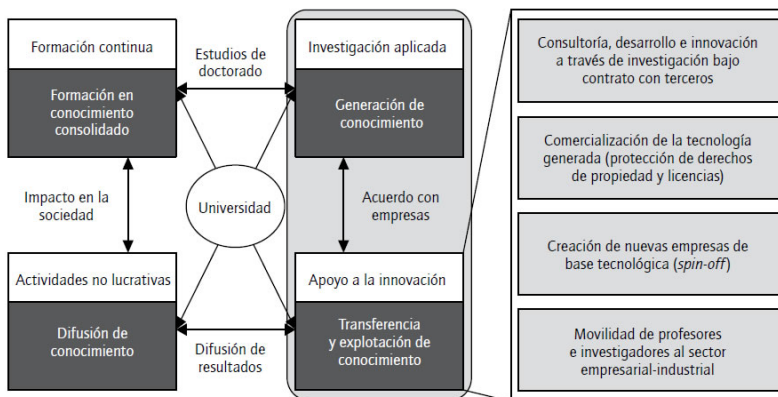 Formación continua
Formación en
conocimiento
consolidado
Estudios de
doctorado
Investigación aplicada
Generación de
conocimiento
Impacto en la
sociedad
Universidad
Acuerdo con
empresas
Actividades no lucrativas
Difusión de
conocimiento
Difusión de
resultados
Apoyo a la innovación
Transferencia
y explotación de
conocimiento
Consultoría, desarrollo e innovación
a través de investigación bajo
contrato con terceros
Comercialización de la tecnología
generada (protección de derechos
de propiedad y licencias)
Creación de nuevas empresas de
base tecnológica (spin-off)
Movilidad de profesores
e investigadores al sector
empresarial-industrial